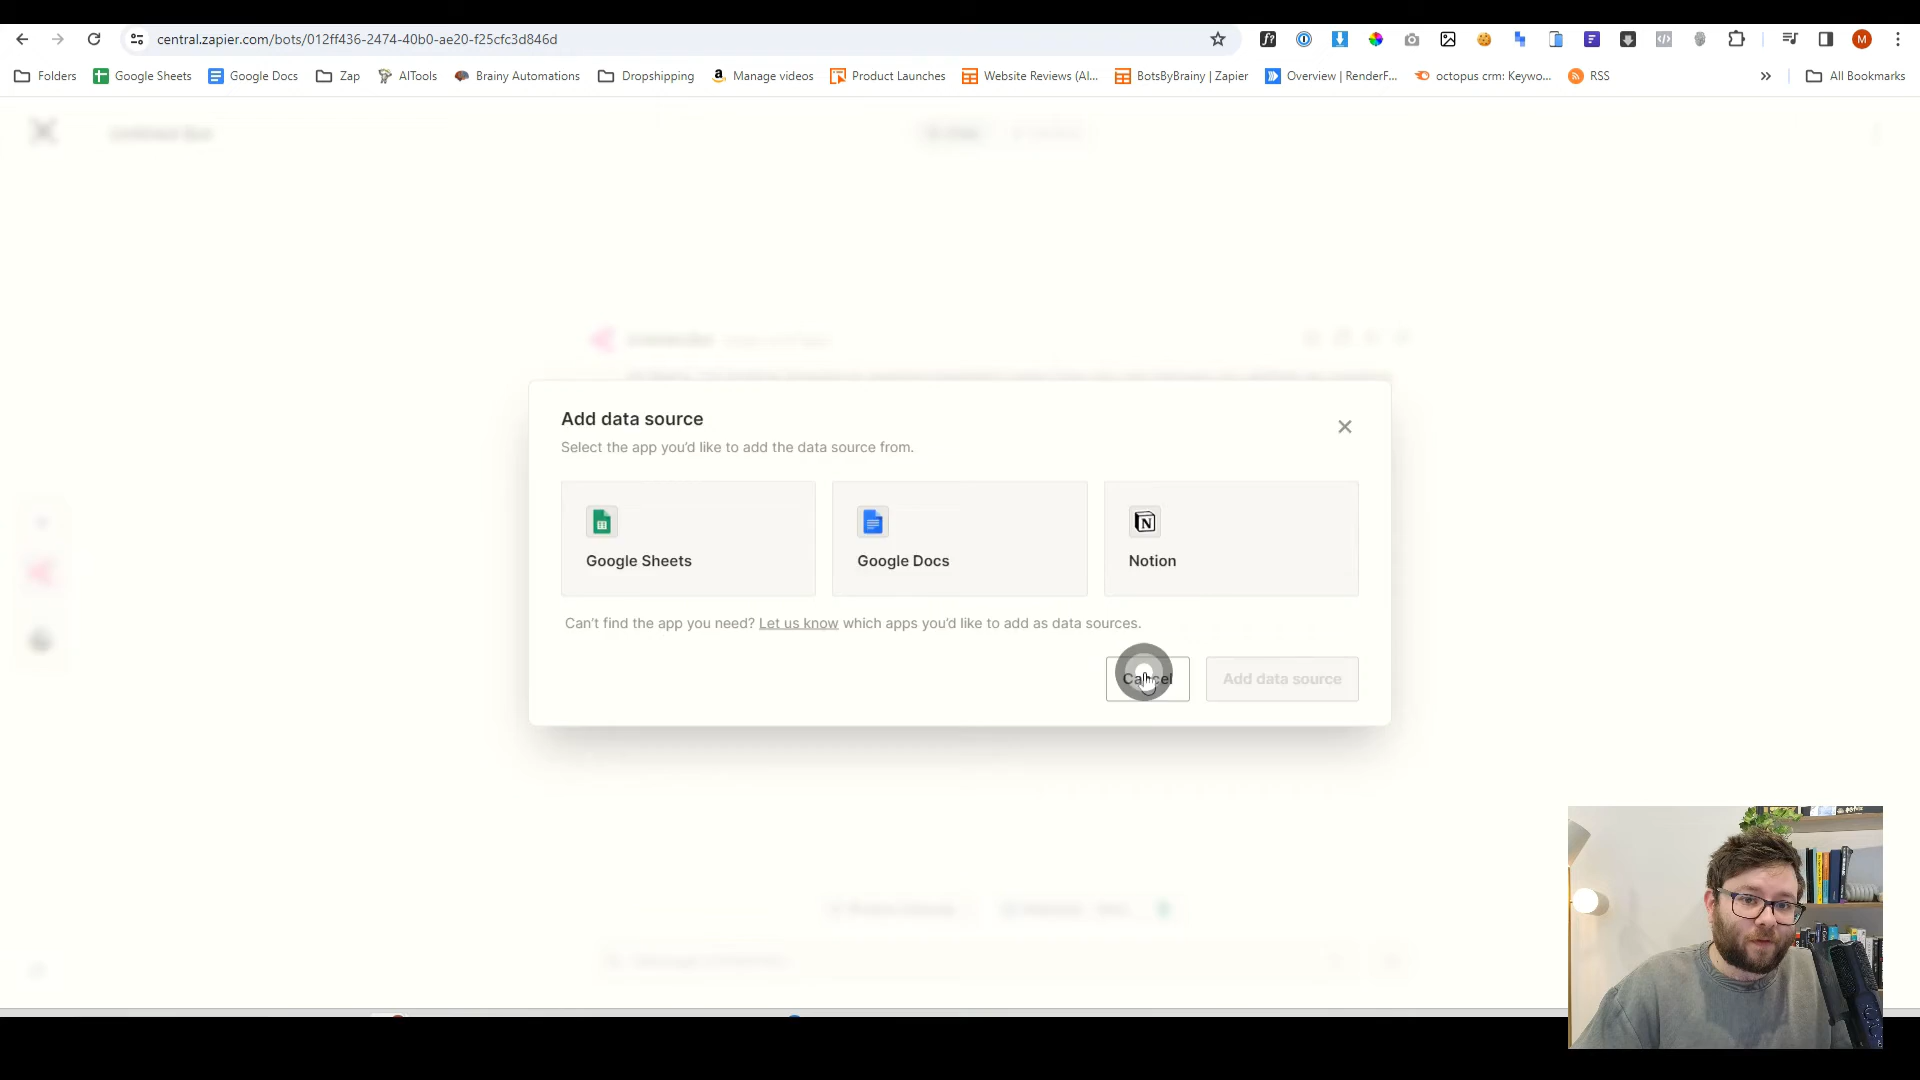 central.zapier.com/bots/012ff436-2474-40b0-ae20-f25cfc3d846d
Folders Google Sheets Google Docs Zap AITools Brainy Automations Dropshipping Manage videos Product Launches Website Reviews (AI... BotsByBrainy | Zapier Overview | RenderF... octopus crm: Keywo... RSS All Bookmarks
Add data source
Select the app you'd like to add the data source from.
Google Sheets Google Docs Notion
Can't find the app you need? Let us know which apps you'd like to add as data sources.
Cancel Add data source